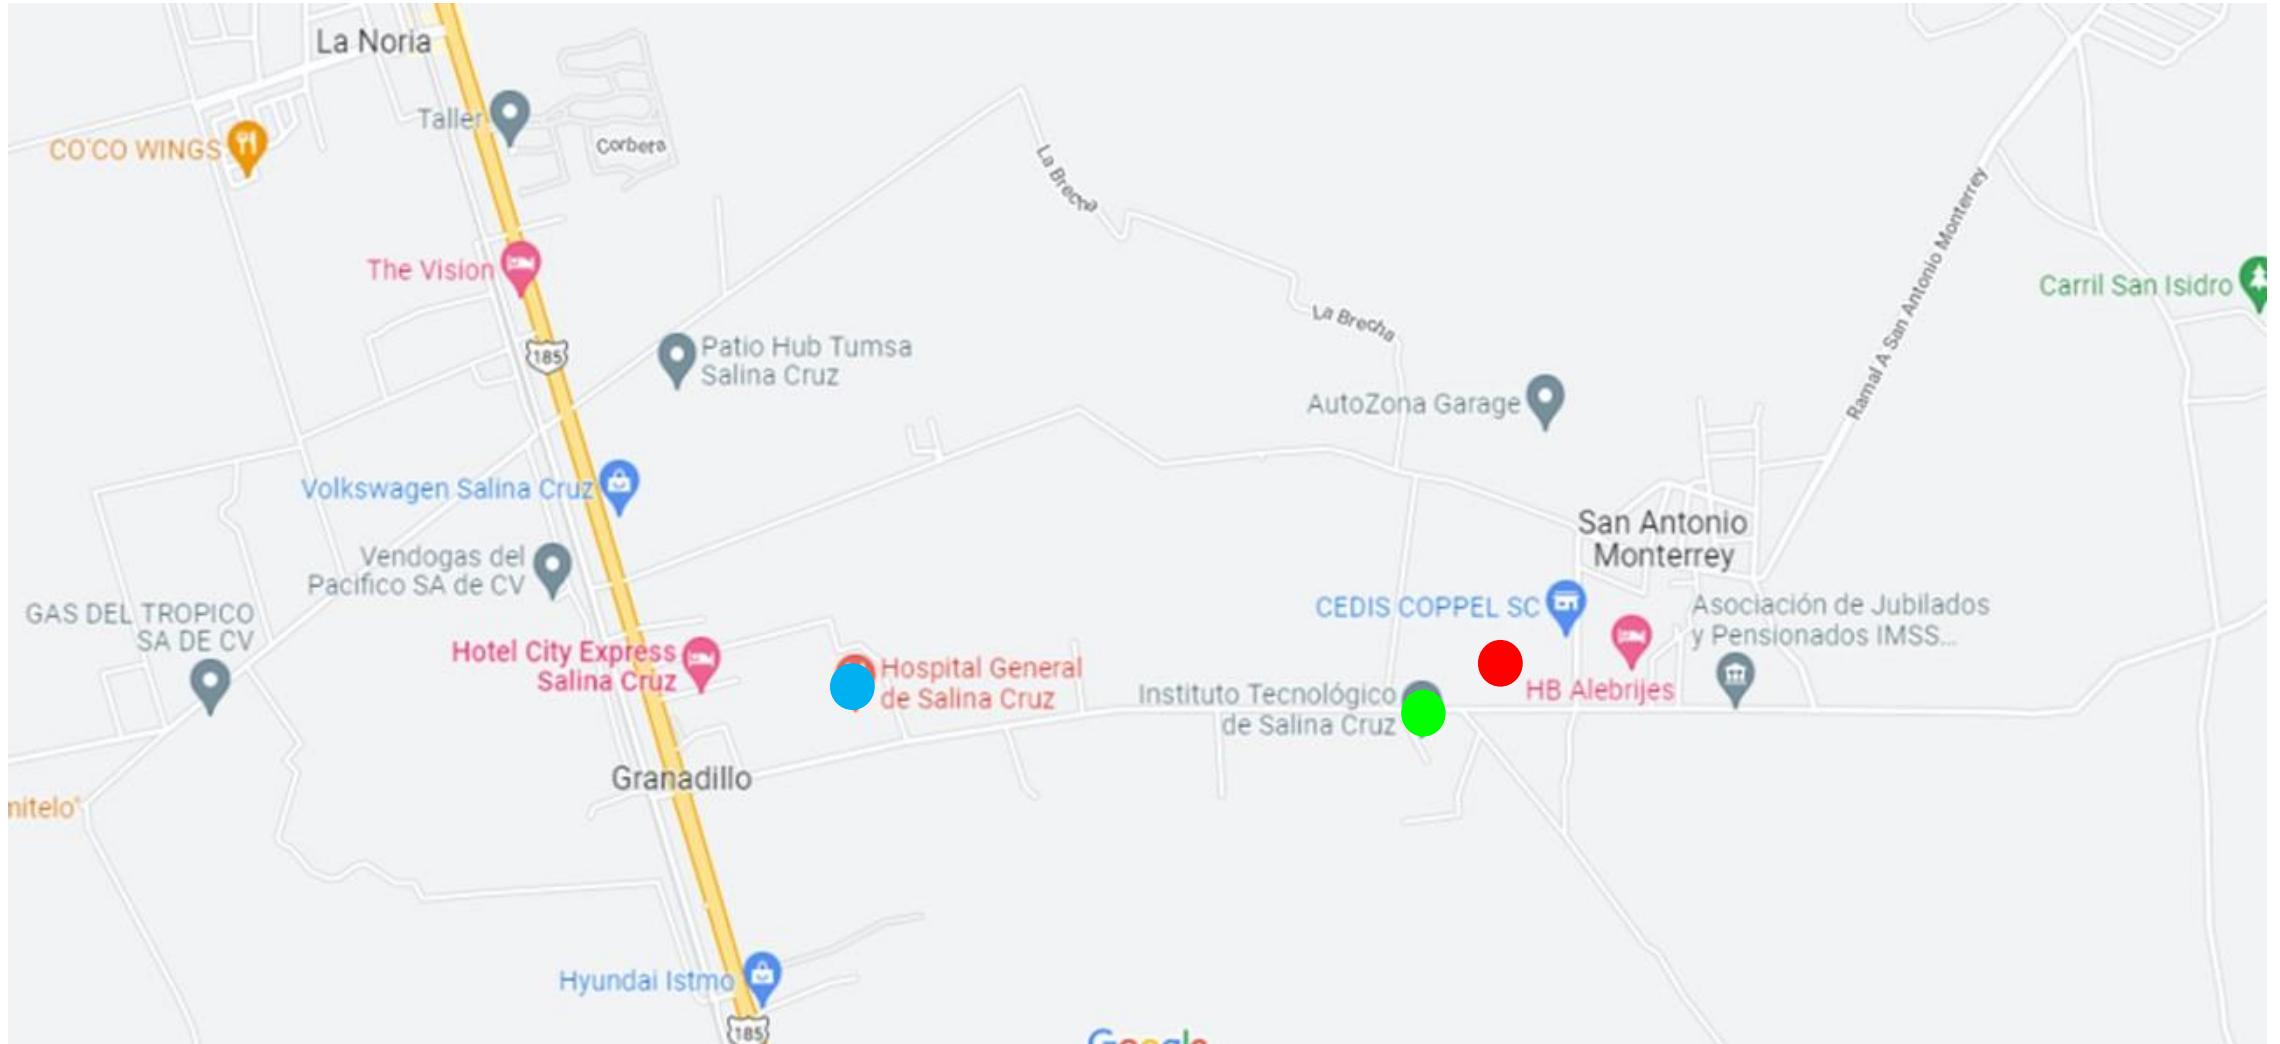 La Noria
Taller
CO'CO WINGS
Corbera
La Brecha
The Vision
185
Patio Hub Tumsa
Salina Cruz
La Brecha
Carril San Isidro
Ramal A San Antonio Monterrey
AutoZona Garage
Volkswagen Salina Cruz
San Antonio
Monterrey
Vendogas del
Pacifico SA de CV
GAS DEL TROPICO
SA DE CV
CEDIS COPPEL SC
Asociación de Jubilados
y Pensionados IMSS...
Hotel City Express
Salina Cruz
Hospital General
de Salina Cruz
Instituto Tecnológico
de Salina Cruz
HB Alebrijes
Granadillo
mitelo"
Hyundai Istmo
185
Google